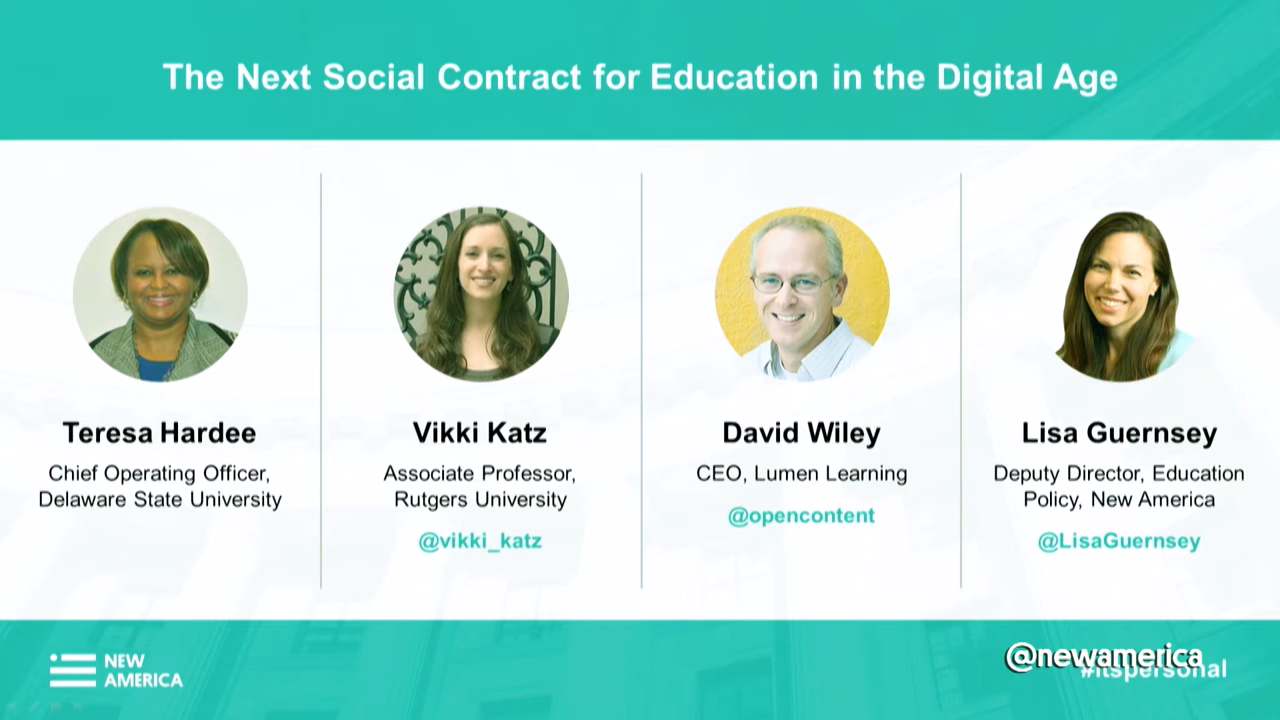 The Next Social Contract for Education in the Digital Age
Teresa Hardee
Chief Operating Officer,
Delaware State University
Vikki Katz
Associate Professor,
Rutgers University
@vikki_katz
David Wiley
CEO, Lumen Learning
@opencontent
Lisa Guernsey
Deputy Director, Education
Policy, New America
@LisaGuernsey
NEW
AMERICA
@newamerica
#itspersonal